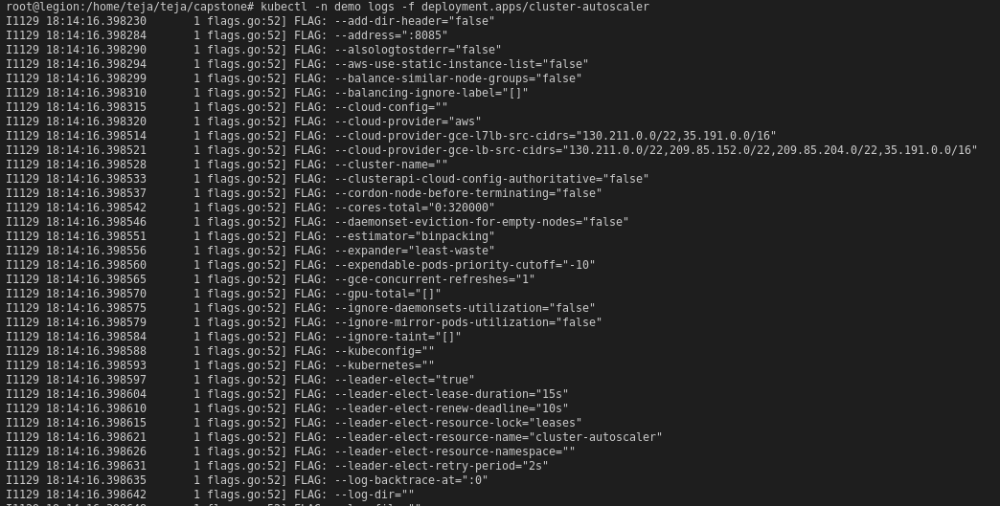 root@legion:/home/teja/teja/capstone# kubectl -n demo logs -f deployment.apps/cluster-autoscaler
I1129 18:14:16.398230       1 flags.go:52] FLAG: --add-dir-header="false"
I1129 18:14:16.398284       1 flags.go:52] FLAG: --address=":8085"
I1129 18:14:16.398290       1 flags.go:52] FLAG: --alsologtostderr="false"
I1129 18:14:16.398294       1 flags.go:52] FLAG: --aws-use-static-instance-list="false"
I1129 18:14:16.398299       1 flags.go:52] FLAG: --balance-similar-node-groups="false"
I1129 18:14:16.398310       1 flags.go:52] FLAG: --balancing-ignore-label="[]"
I1129 18:14:16.398315       1 flags.go:52] FLAG: --cloud-config=""
I1129 18:14:16.398320       1 flags.go:52] FLAG: --cloud-provider="aws"
I1129 18:14:16.398514       1 flags.go:52] FLAG: --cloud-provider-gce-l7lb-src-cidrs="130.211.0.0/22,35.191.0.0/16"
I1129 18:14:16.398521       1 flags.go:52] FLAG: --cloud-provider-gce-lb-src-cidrs="130.211.0.0/22,209.85.152.0/22,209.85.204.0/22,35.191.0.0/16"
I1129 18:14:16.398528       1 flags.go:52] FLAG: --cluster-name=""
I1129 18:14:16.398533       1 flags.go:52] FLAG: --clusterapi-cloud-config-authoritative="false"
I1129 18:14:16.398537       1 flags.go:52] FLAG: --cordon-node-before-terminating="false"
I1129 18:14:16.398542       1 flags.go:52] FLAG: --cores-total="0:320000"
I1129 18:14:16.398546       1 flags.go:52] FLAG: --daemonset-eviction-for-empty-nodes="false"
I1129 18:14:16.398551       1 flags.go:52] FLAG: --estimator="binpacking"
I1129 18:14:16.398556       1 flags.go:52] FLAG: --expander="least-waste"
I1129 18:14:16.398560       1 flags.go:52] FLAG: --expendable-pods-priority-cutoff="-10"
I1129 18:14:16.398565       1 flags.go:52] FLAG: --gce-concurrent-refreshes="1"
I1129 18:14:16.398570       1 flags.go:52] FLAG: --gpu-total="[]"
I1129 18:14:16.398575       1 flags.go:52] FLAG: --ignore-daemonsets-utilization="false"
I1129 18:14:16.398579       1 flags.go:52] FLAG: --ignore-mirror-pods-utilization="false"
I1129 18:14:16.398584       1 flags.go:52] FLAG: --ignore-taint="[]"
I1129 18:14:16.398588       1 flags.go:52] FLAG: --kubeconfig=""
I1129 18:14:16.398593       1 flags.go:52] FLAG: --kubernetes=""
I1129 18:14:16.398597       1 flags.go:52] FLAG: --leader-elect="true"
I1129 18:14:16.398604       1 flags.go:52] FLAG: --leader-elect-lease-duration="15s"
I1129 18:14:16.398610       1 flags.go:52] FLAG: --leader-elect-renew-deadline="10s"
I1129 18:14:16.398615       1 flags.go:52] FLAG: --leader-elect-resource-lock="leases"
I1129 18:14:16.398621       1 flags.go:52] FLAG: --leader-elect-resource-name="cluster-autoscaler"
I1129 18:14:16.398626       1 flags.go:52] FLAG: --leader-elect-resource-namespace=""
I1129 18:14:16.398631       1 flags.go:52] FLAG: --leader-elect-retry-period="2s"
I1129 18:14:16.398635       1 flags.go:52] FLAG: --log-backtrace-at=":0"
I1129 18:14:16.398642       1 flags.go:52] FLAG: --log-dir=""